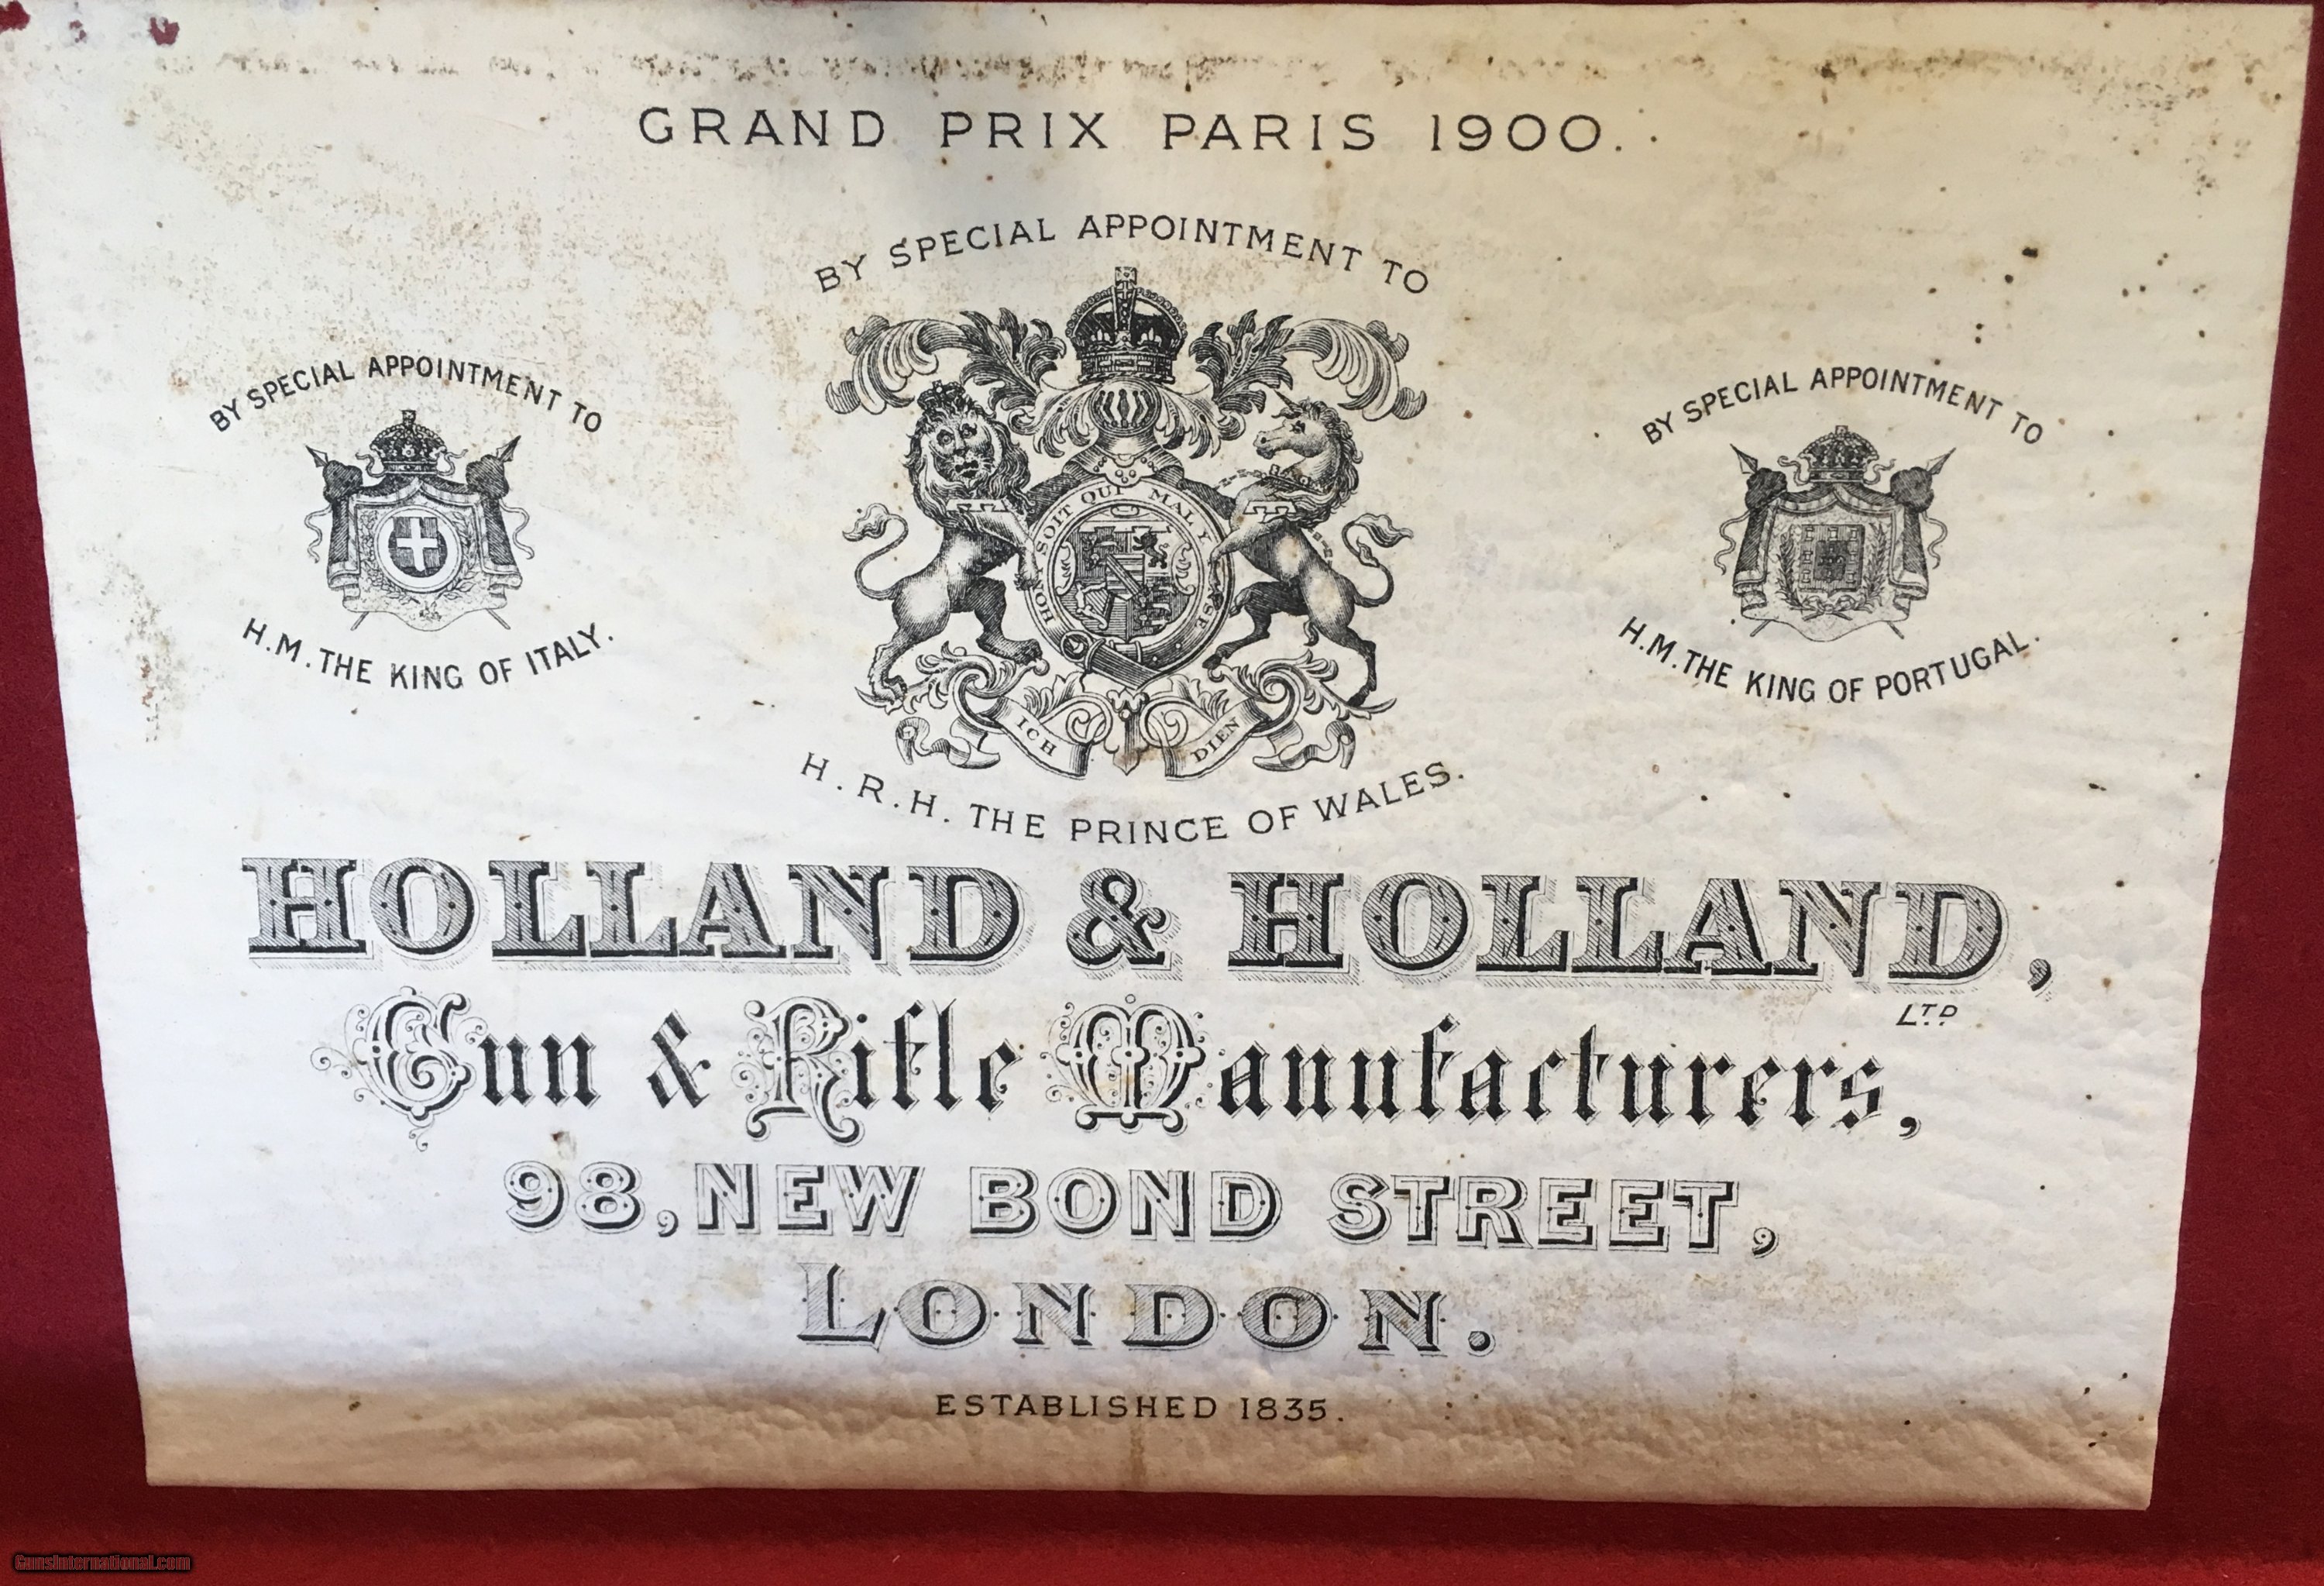 GRAND PRIX PARIS 1900.
BY SPECIAL APPOINTMENT TO
H.R.H. THE PRINCE OF WALES.
BY SPECIAL APPOINTMENT TO
H.M. THE KING OF ITALY.
BY SPECIAL APPOINTMENT TO
H.M. THE KING OF PORTUGAL.
HONI SOIT QUI MAL Y PENSE
ICH DIEN
HOLLAND & HOLLAND,
LTD
Gun & Rifle Manufacturers,
98, NEW BOND STREET,
LONDON.
ESTABLISHED 1835.
GunsInternational.com